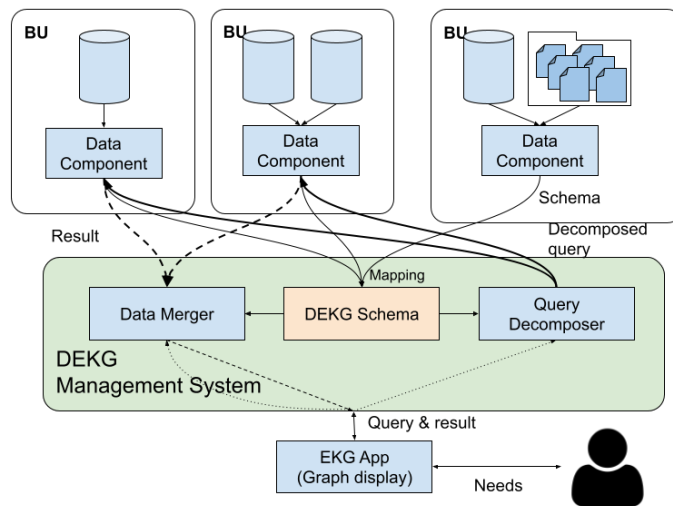 BU
BU
BU
Data
Component
Data
Component
Data
Component
Schema
Result
Decomposed
query
Mapping
Data Merger
DEKG Schema
Query
Decomposer
DEKG
Management System
Query & result
EKG App
(Graph display)
Needs